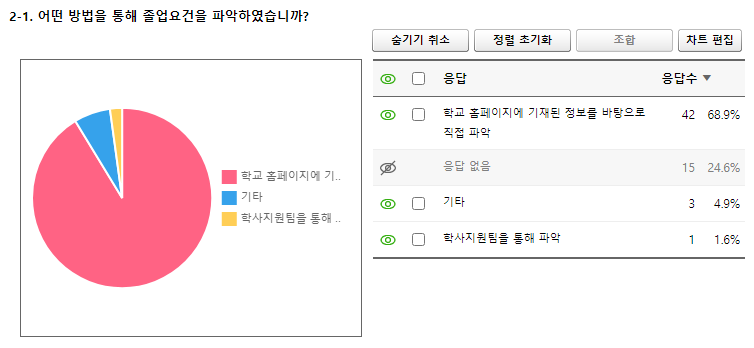 2-1. 어떤 방법을 통해 졸업요건을 파악하였습니까?
숨기기 취소 정렬 초기화 조합 차트 편집
응답 응답수
학교 홈페이지에 기재된 정보를 바탕으로 42 68.9%
직접 파악
응답 없음 15 24.6%
기타 3 4.9%
학사지원팀을 통해 파악 1 1.6%
학교 홈페이지에 기..
기타
학사지원팀을 통해 ..